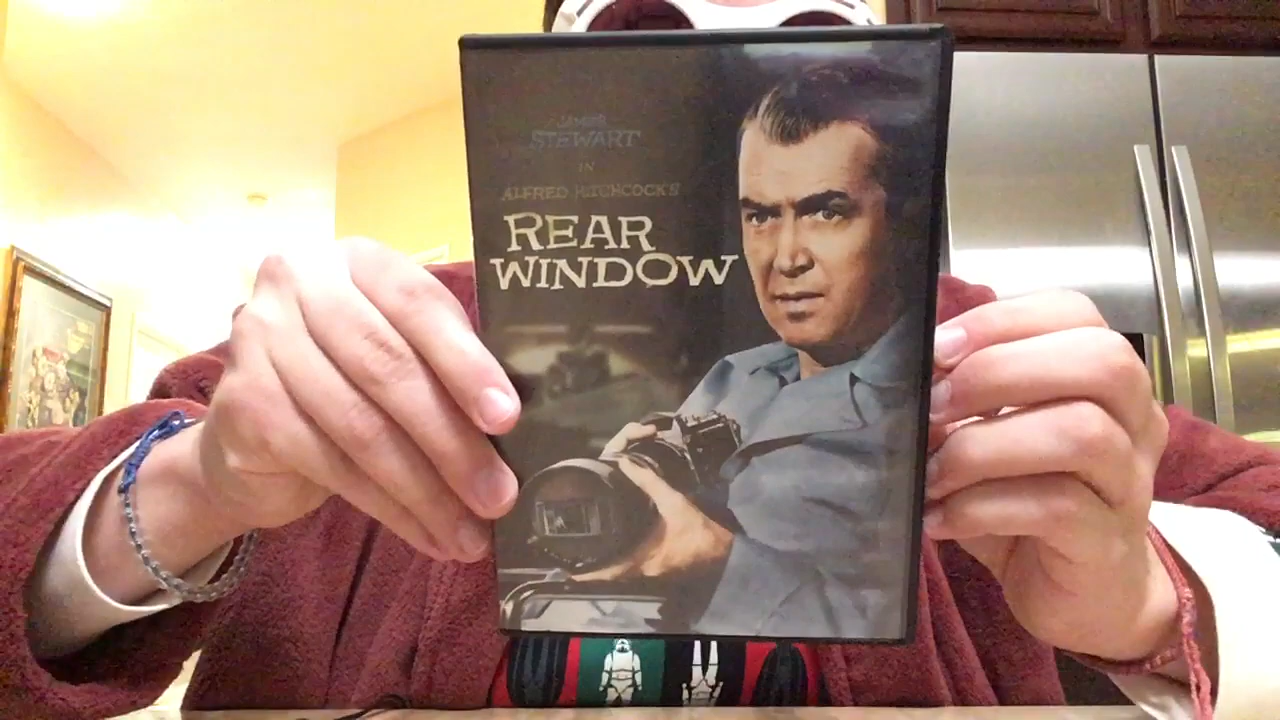 JAMES
STEWART
IN
ALFRED HITCHCOCK'S
REAR
WINDOW